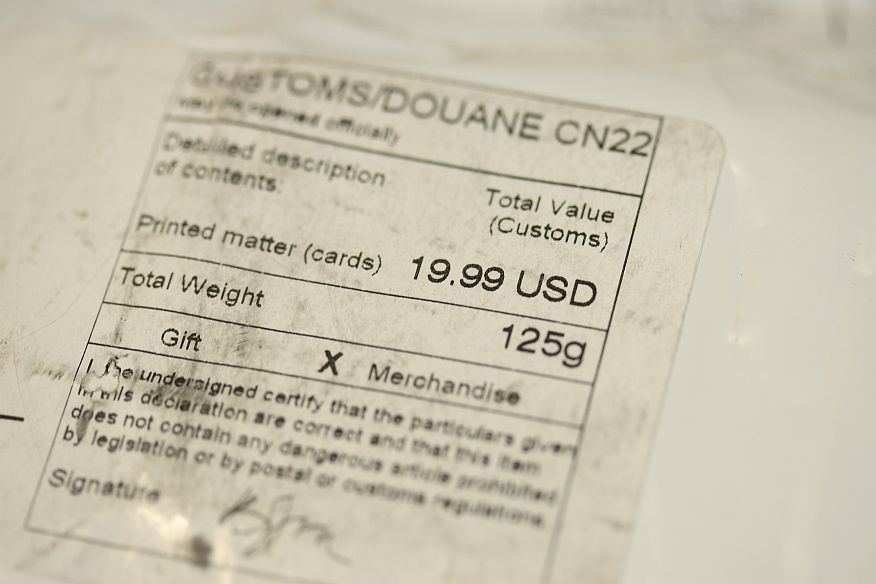 CUSTOMS/DOUANE CN22
May be opened officially
Detailled description
of contents:
Total Value
(Customs)
Printed matter (cards)
19.99 USD
Total Weight
125g
Gift
X Merchandise
I, the undersigned certify that the particulars given
in this declaration are correct and that this item
does not contain any dangerous article prohibited
by legislation or by postal or customs regulations.
Signature